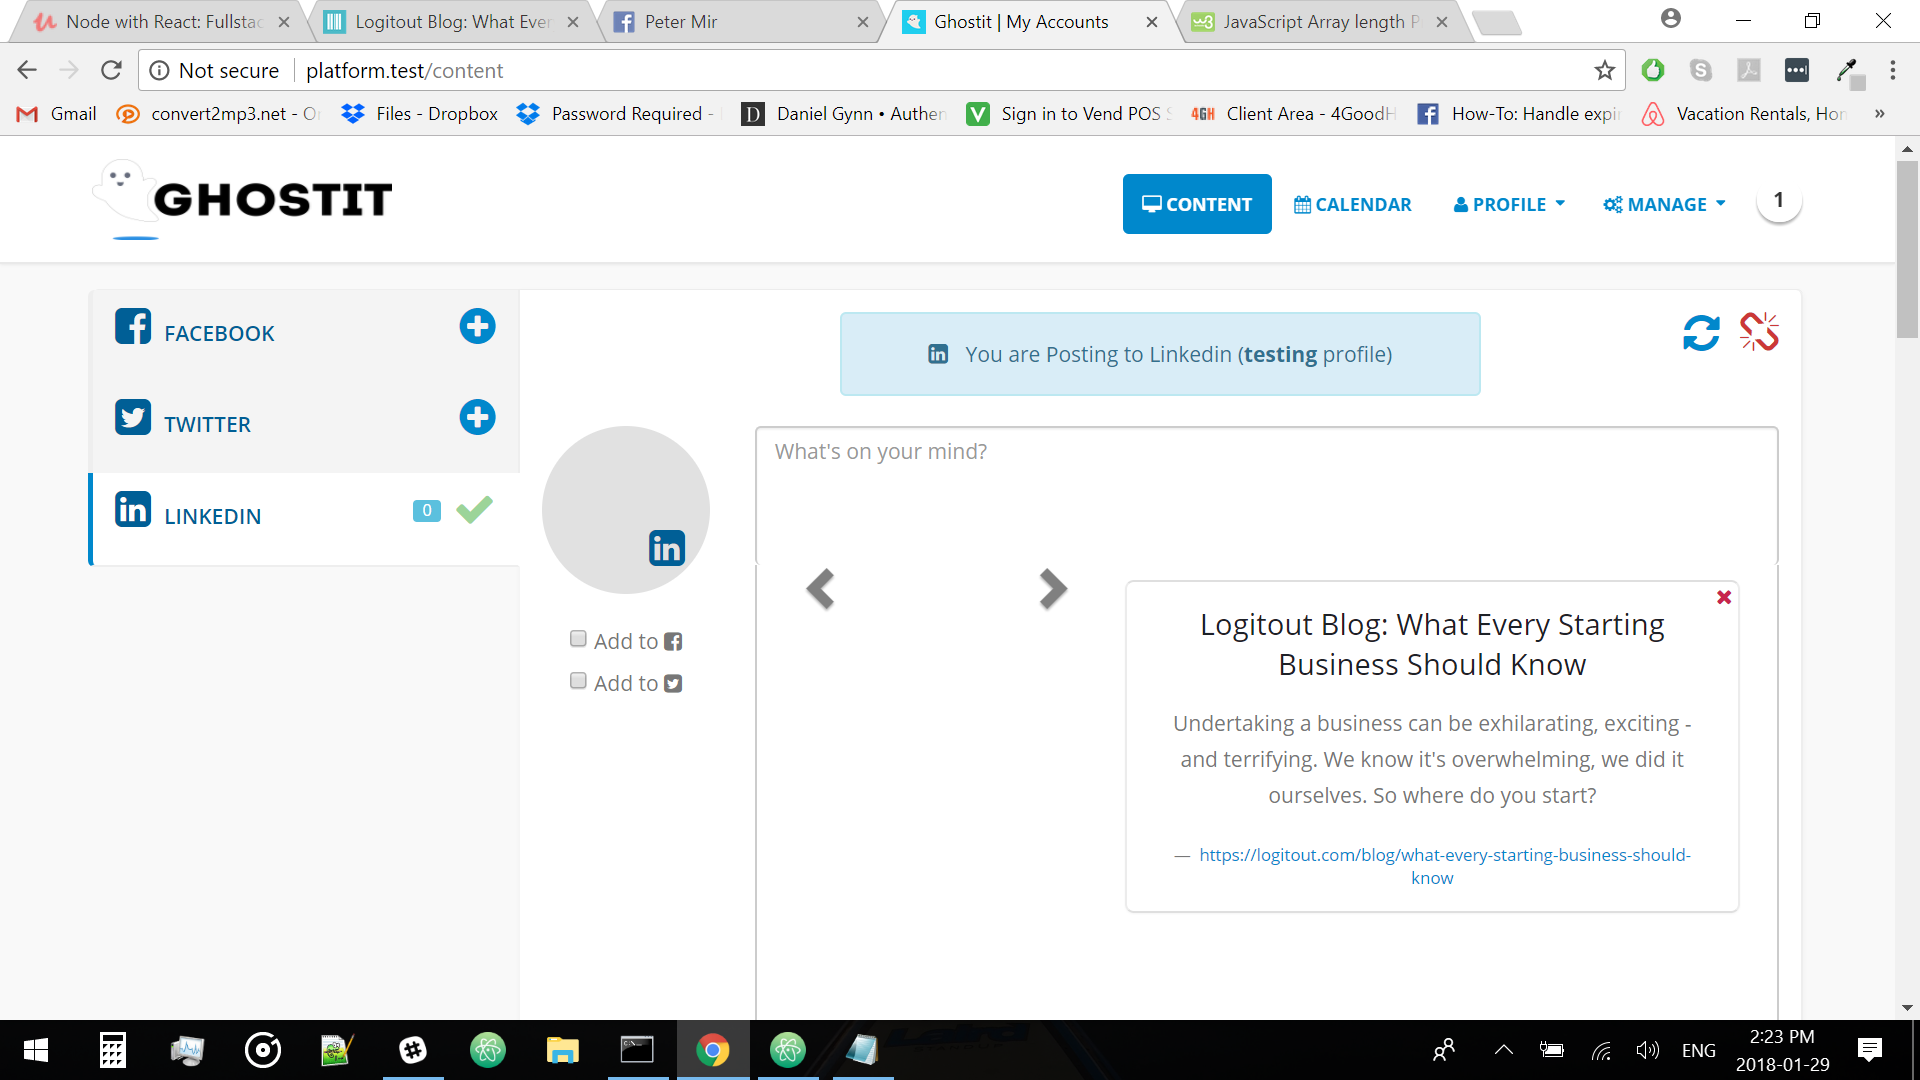 Node with React: Fullstac
Logitout Blog: What Ever
Peter Mir
Ghostit | My Accounts
JavaScript Array length P
Not secure
platform.test/content
Gmail
convert2mp3.net - O
Files - Dropbox
Password Required -
Daniel Gynn • Authen
Sign in to Vend POS S
4GH
Client Area - 4GoodH
How-To: Handle expi
Vacation Rentals, Hom
»
GHOSTIT
CONTENT
CALENDAR
PROFILE
MANAGE
1
FACEBOOK
TWITTER
LINKEDIN
0
You are Posting to Linkedin (testing profile)
What's on your mind?
Add to
Add to
Logitout Blog: What Every Starting
Business Should Know
Undertaking a business can be exhilarating, exciting -
and terrifying. We know it's overwhelming, we did it
ourselves. So where do you start?
— https://logitout.com/blog/what-every-starting-business-should-
know
ENG
2:23 PM
2018-01-29